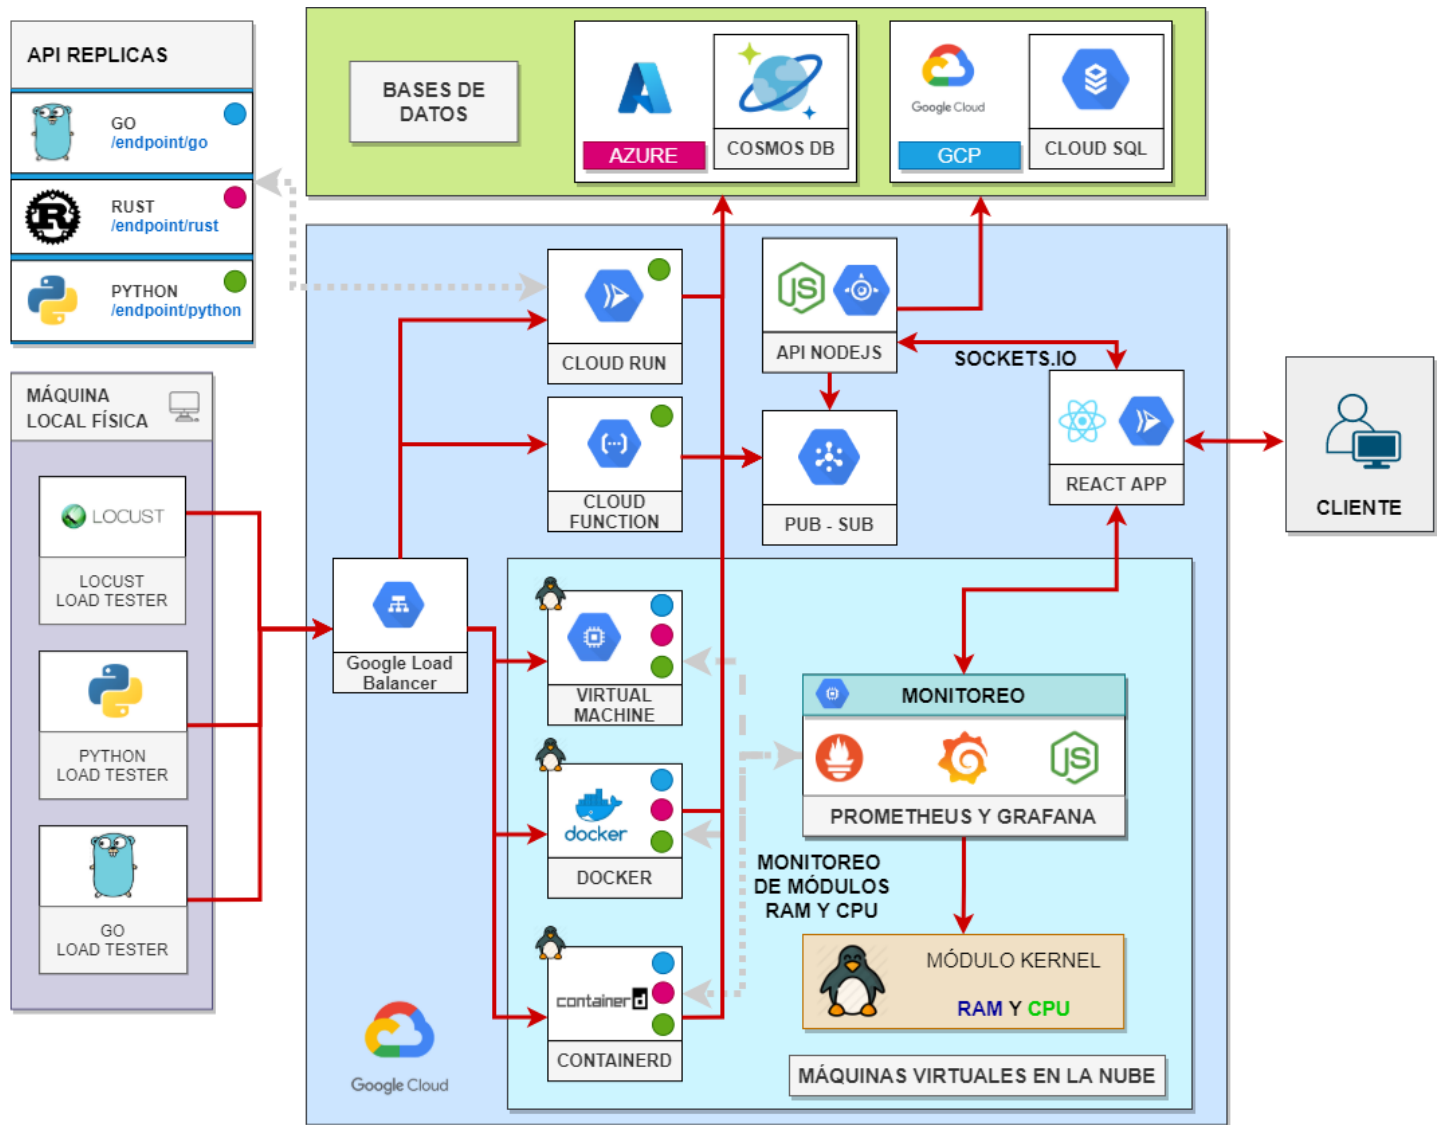 API REPLICAS
GO
/endpoint/go
RUST
/endpoint/rust
PYTHON
/endpoint/python
BASES DE
DATOS
AZURE
COSMOS DB
Google Cloud
GCP
CLOUD SQL
MÁQUINA
LOCAL FÍSICA
LOCUST
LOCUST
LOAD TESTER
PYTHON
LOAD TESTER
GO
LOAD TESTER
Google Load
Balancer
CLOUD RUN
CLOUD
FUNCTION
JS
API NODEJS
SOCKETS.IO
PUB - SUB
REACT APP
CLIENTE
VIRTUAL
MACHINE
docker
DOCKER
containerd
CONTAINERD
MONITOREO
JS
PROMETHEUS Y GRAFANA
MONITOREO
DE MÓDULOS
RAM Y CPU
MÓDULO KERNEL
RAM Y CPU
MÁQUINAS VIRTUALES EN LA NUBE
Google Cloud